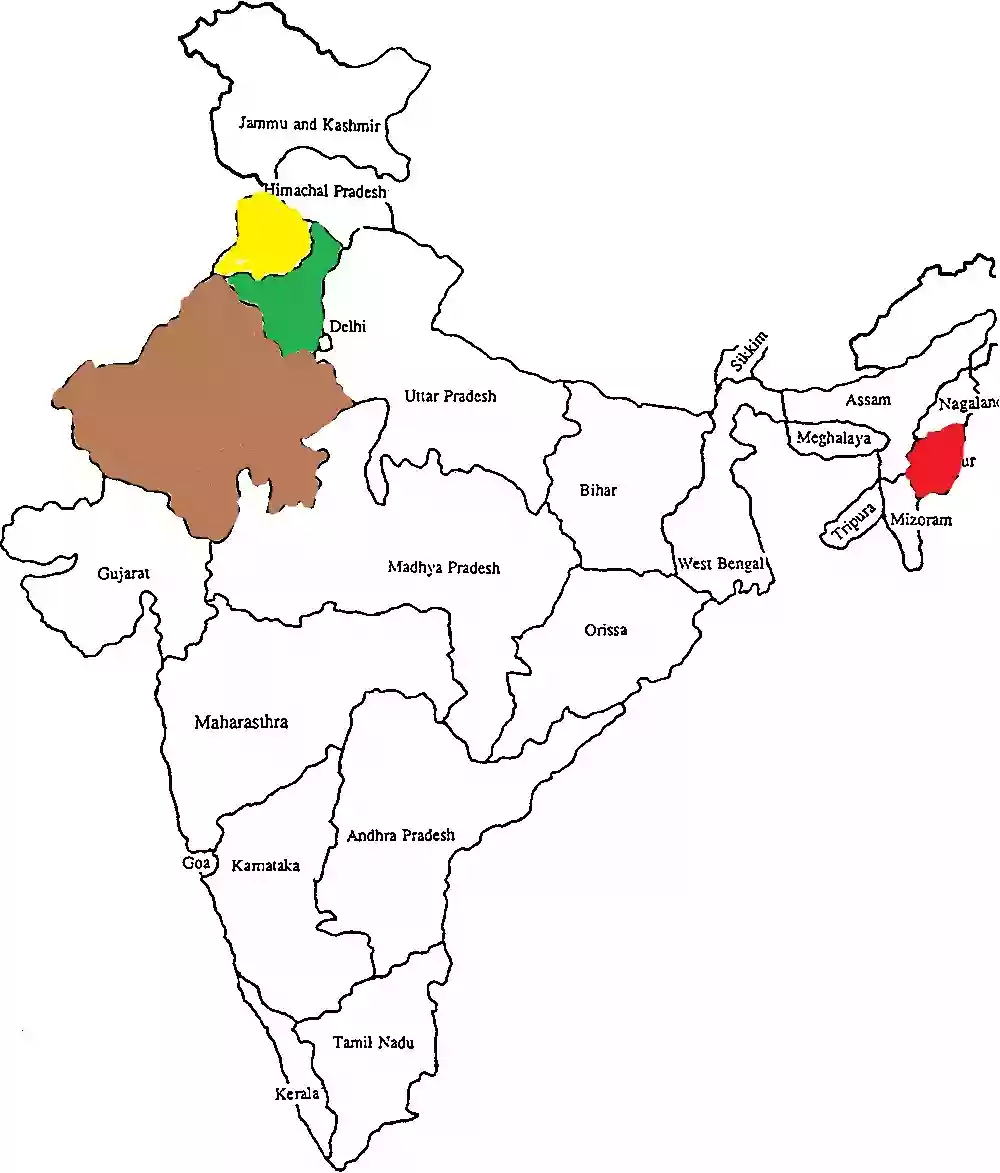 Jammu and Kashmir
Himachal Pradesh
Delhi
Sikkim
Uttar Pradesh
Assam
Nagalanc
Meghalaya
ur
Bihar
Tripura
Mizoram
Gujarat
Madhya Pradesh
West Bengal
Orissa
Maharasthra
Andhra Pradesh
Goa
Karnataka
Tamil Nadu
Kerala